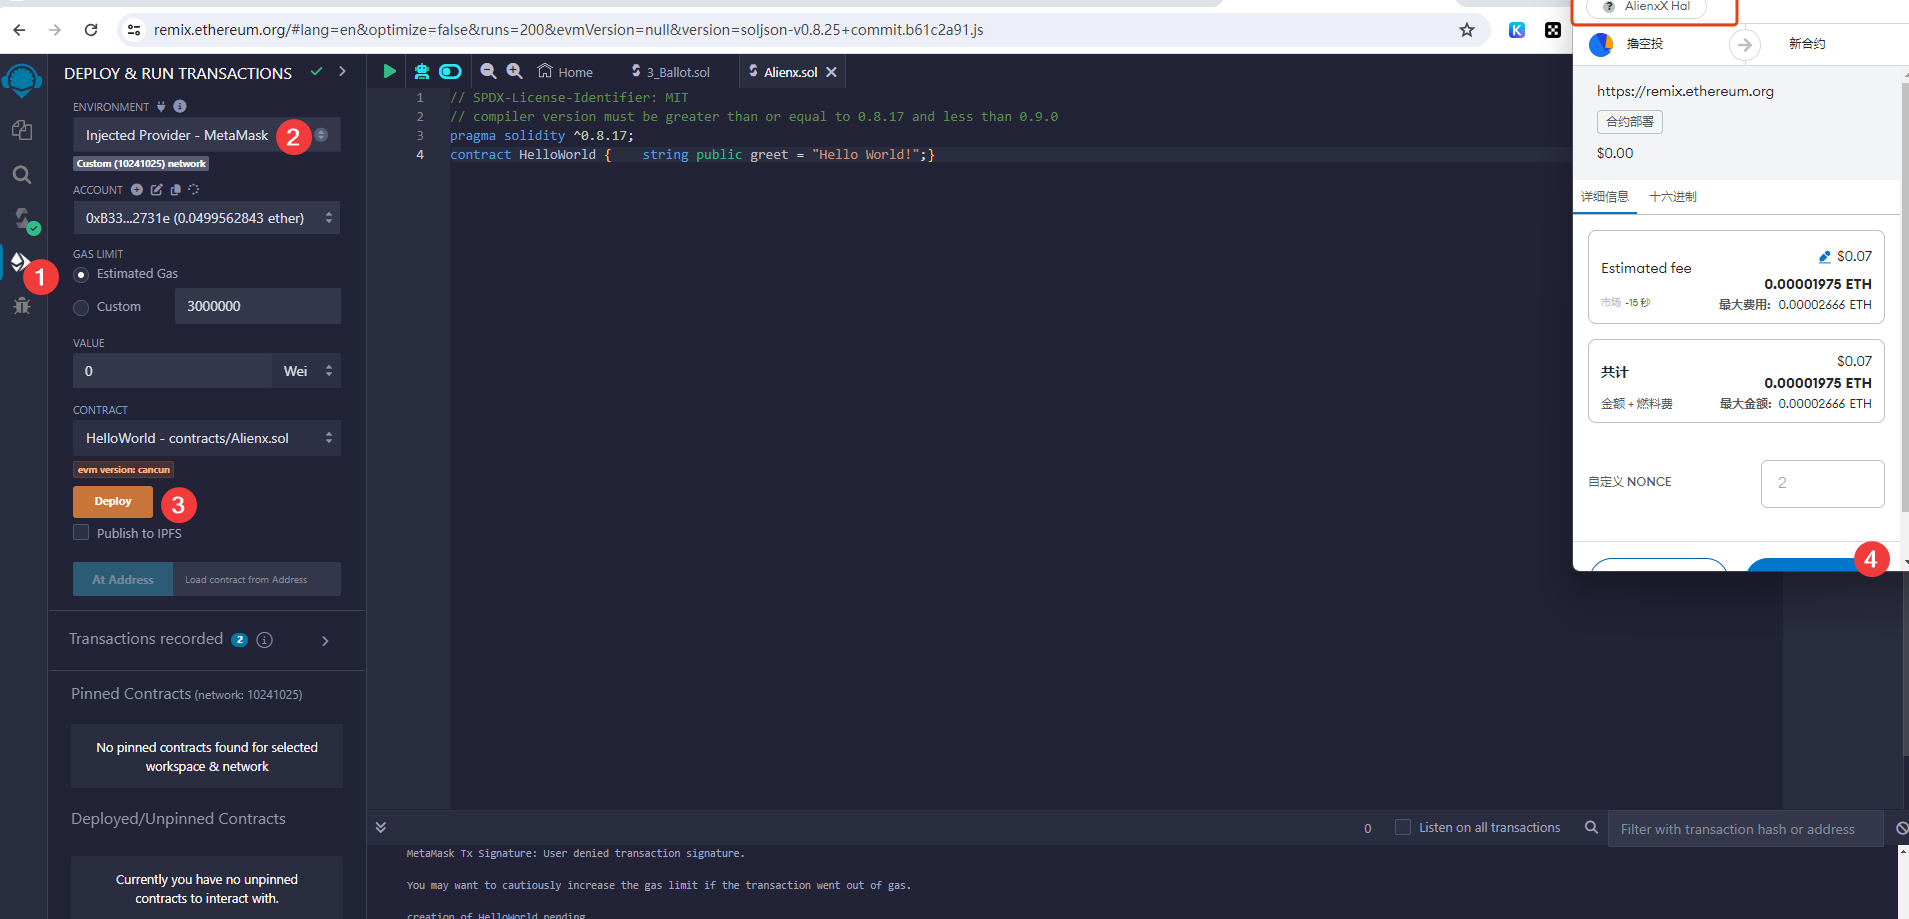 remix.ethereum.org/#lang=en&optimize=false&runs=200&evmVersion=null&version=soljson-v0.8.25+commit.b61c2a91.js
K
DEPLOY & RUN TRANSACTIONS
ENVIRONMENT
Injected Provider - MetaMask
2
Custom (10241025) network
ACCOUNT
0xB33...2731e (0.0499562843 ether)
GAS LIMIT
1
Estimated Gas
Custom
3000000
VALUE
0
Wei
CONTRACT
HelloWorld - contracts/Alienx.sol
evm version: cancun
Deploy
3
Publish to IPFS
At Address
Load contract from Address
Transactions recorded 2
Pinned Contracts (network: 10241025)
No pinned contracts found for selected
workspace & network
Deployed/Unpinned Contracts
Currently you have no unpinned
contracts to interact with.
Home
3_Ballot.sol
Alienx.sol
1 // SPDX-License-Identifier: MIT
2 // compiler version must be greater than or equal to 0.8.17 and less than 0.9.0
3 pragma solidity ^0.8.17;
4 contract HelloWorld {    string public greet = "Hello World!";}
0
Listen on all transactions
Filter with transaction hash or address
MetaMask Tx Signature: User denied transaction signature.
You may want to cautiously increase the gas limit if the transaction went out of gas.
creation of HelloWorld pending...
? AlienxX Hal
撸空投
新合约
https://remix.ethereum.org
合约部署
$0.00
详细信息
十六进制
$0.07
Estimated fee
0.00001975 ETH
市场 ~15 秒
最大费用: 0.00002666 ETH
$0.07
共计
0.00001975 ETH
金额 + 燃料费
最大金额: 0.00002666 ETH
自定义 NONCE
2
4